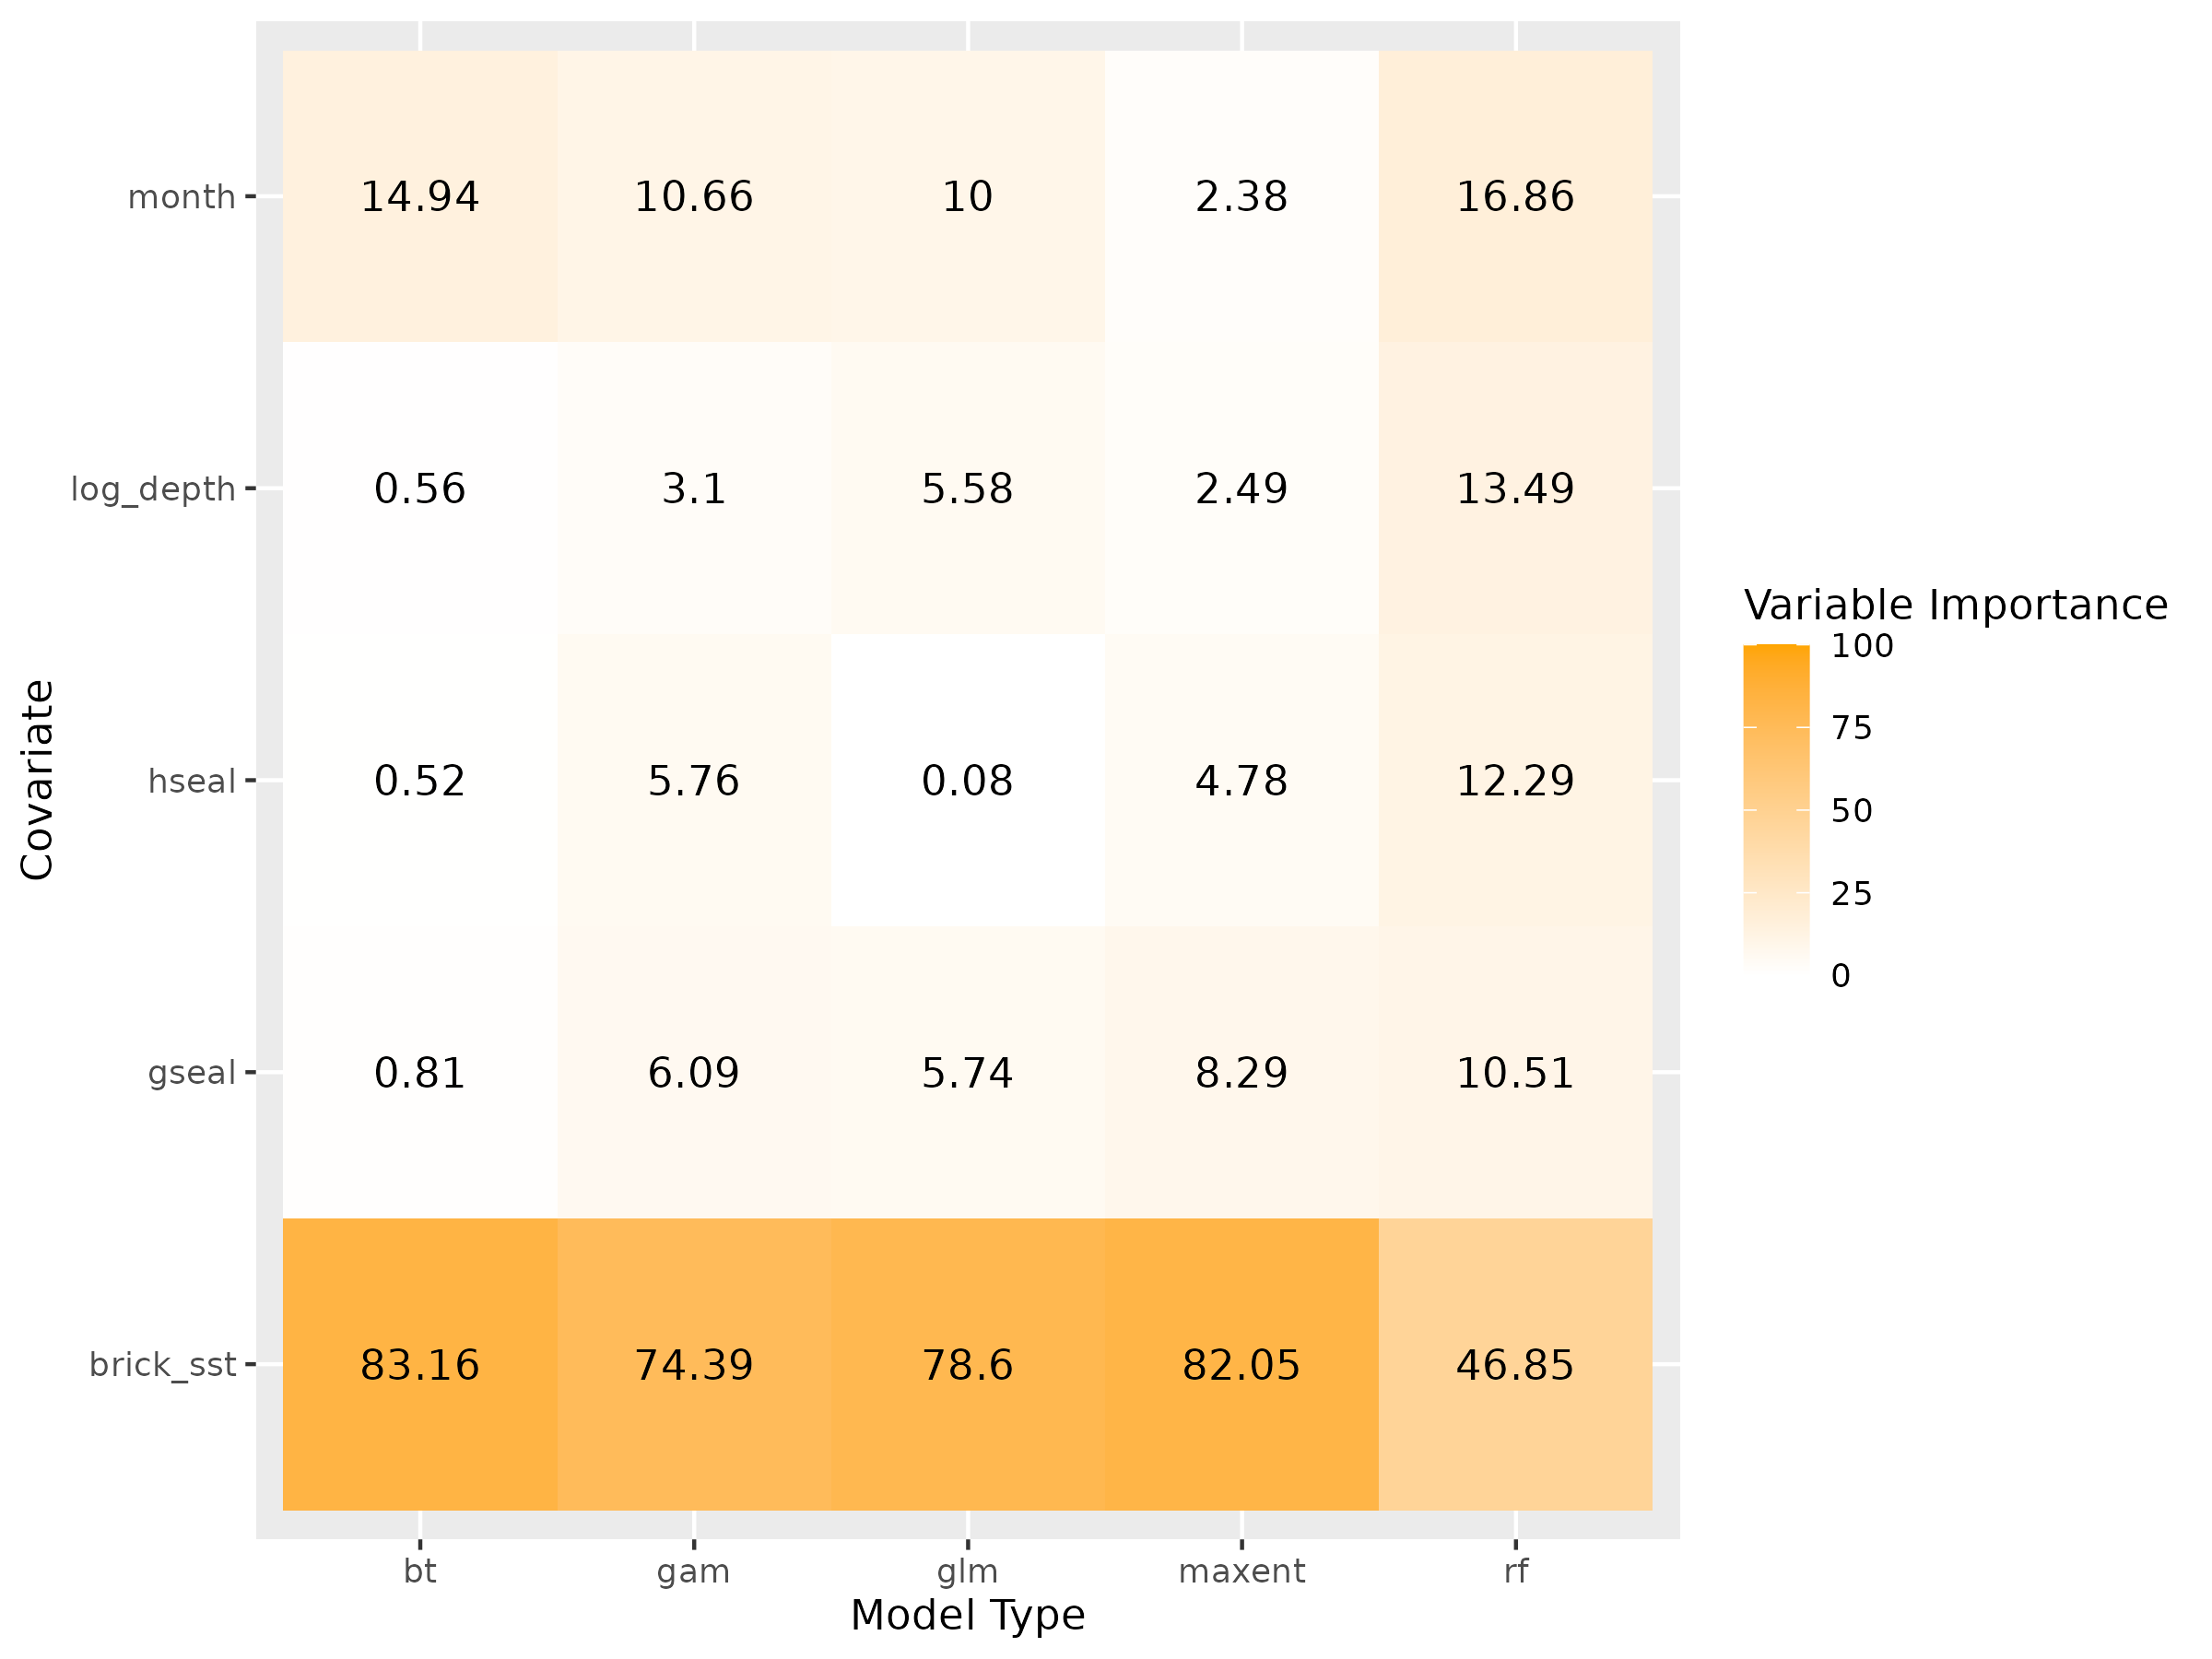 month 14.94 10.66 10 2.38 16.86
log_depth 0.56 3.1 5.58 2.49 13.49
hseal 0.52 5.76 0.08 4.78 12.29
gseal 0.81 6.09 5.74 8.29 10.51
brick_sst 83.16 74.39 78.6 82.05 46.85
bt gam glm maxent rf
Model Type
Covariate
Variable Importance
100
75
50
25
0